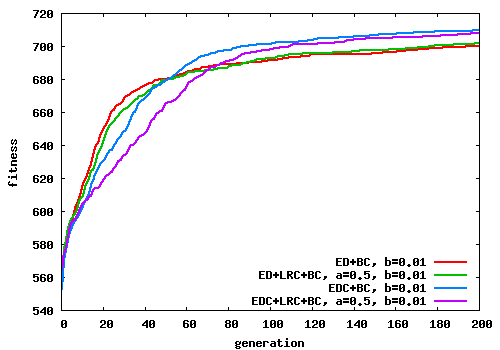 720
700
680
660
640
620
600
580
560
540
fitness
ED+BC, b=0.01
ED+LRC+BC, a=0.5, b=0.01
EDC+BC, b=0.01
EDC+LRC+BC, a=0.5, b=0.01
0 20 40 60 80 100 120 140 160 180 200
generation